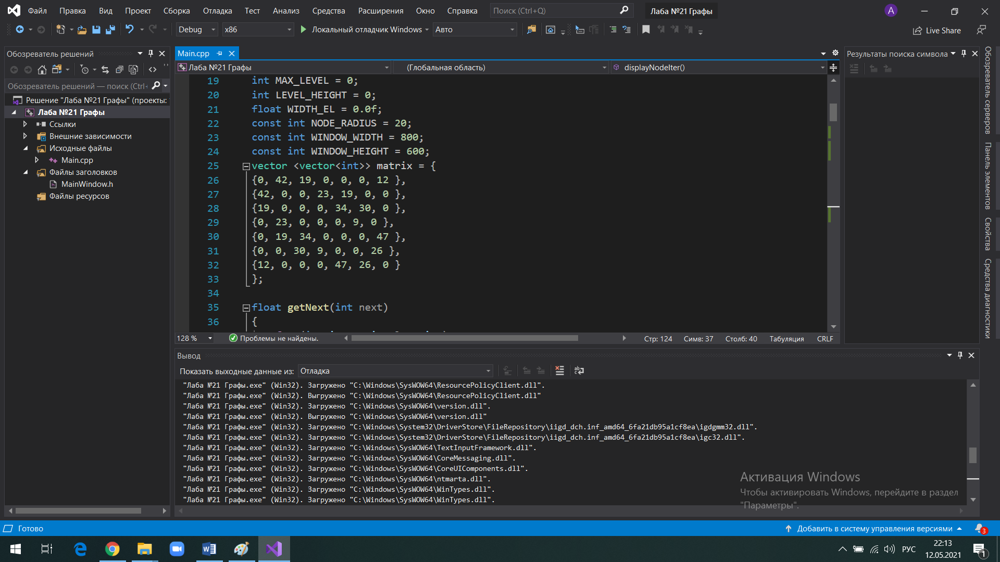 Файл Правка Вид Проект Сборка Отладка Тест Анализ Средства Расширения Окно Справка Поиск (Ctrl+Q) Лаба №21 Графы A
Debug x86 Локальный отладчик Windows Авто Live Share
Обозреватель решений
Обозреватель решений — поиск (Ctrl+
Решение "Лаба №21 Графы" (проекты:
Лаба №21 Графы
Ссылки
Внешние зависимости
Исходные файлы
Main.cpp
Файлы заголовков
MainWindow.h
Файлы ресурсов
Main.cpp
Лаба №21 Графы (Глобальная область) displayNodeIter()
19 int MAX_LEVEL = 0;
20 int LEVEL_HEIGHT = 0;
21 float WIDTH_EL = 0.0f;
22 const int NODE_RADIUS = 20;
23 const int WINDOW_WIDTH = 800;
24 const int WINDOW_HEIGHT = 600;
25 vector <vector<int>> matrix = {
26 {0, 42, 19, 0, 0, 0, 12 },
27 {42, 0, 0, 23, 19, 0, 0 },
28 {19, 0, 0, 0, 34, 30, 0 },
29 {0, 23, 0, 0, 0, 9, 0 },
30 {0, 19, 34, 0, 0, 0, 47 },
31 {0, 0, 30, 9, 0, 0, 26 },
32 {12, 0, 0, 0, 47, 26, 0 }
33 };
34
35 float getNext(int next)
36 {
128 % Проблемы не найдены. Стр: 124 Симв: 37 Столб: 40 Табуляция CRLF
Результаты поиска символа
Обозреватель серверов
Панель элементов
Свойства
Средства диагностики
Вывод
Показать выходные данные из: Отладка
"Лаба №21 Графы.exe" (Win32). Загружено "C:\Windows\SysWOW64\ResourcePolicyClient.dll".
"Лаба №21 Графы.exe" (Win32). Выгружено "C:\Windows\SysWOW64\ResourcePolicyClient.dll"
"Лаба №21 Графы.exe" (Win32). Загружено "C:\Windows\SysWOW64\version.dll".
"Лаба №21 Графы.exe" (Win32). Выгружено "C:\Windows\SysWOW64\version.dll"
"Лаба №21 Графы.exe" (Win32). Загружено "C:\Windows\System32\DriverStore\FileRepository\iigd_dch.inf_amd64_6fa21db95a1cf8ea\igdgmm32.dll".
"Лаба №21 Графы.exe" (Win32). Загружено "C:\Windows\System32\DriverStore\FileRepository\iigd_dch.inf_amd64_6fa21db95a1cf8ea\igc32.dll".
"Лаба №21 Графы.exe" (Win32). Загружено "C:\Windows\SysWOW64\TextInputFramework.dll".
"Лаба №21 Графы.exe" (Win32). Загружено "C:\Windows\SysWOW64\CoreMessaging.dll".
"Лаба №21 Графы.exe" (Win32). Загружено "C:\Windows\SysWOW64\CoreUIComponents.dll".
"Лаба №21 Графы.exe" (Win32). Загружено "C:\Windows\SysWOW64\ntmarta.dll".
"Лаба №21 Графы.exe" (Win32). Загружено "C:\Windows\SysWOW64\WinTypes.dll".
"Лаба №21 Графы.exe" (Win32). Загружено "C:\Windows\SysWOW64\WinTypes.dll".
Активация Windows
Чтобы активировать Windows, перейдите в раздел
"Параметры".
Готово Добавить в систему управления версиями 3
РУС 22:13
12.05.2021 1